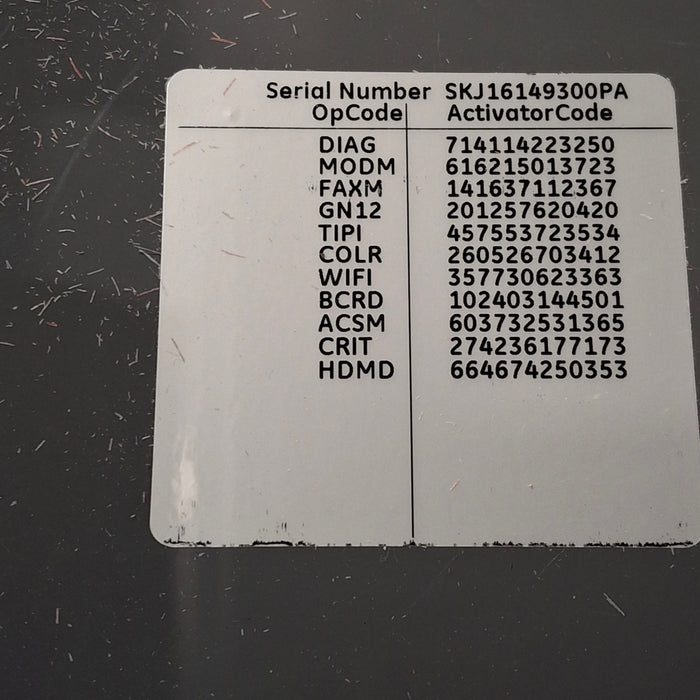 Serial Number SKJ16149300PA
OpCode ActivatorCode
DIAG 714114223250
MODM 616215013723
FAXM 141637112367
GN12 201257620420
TIPI 457553723534
COLR 260526703412
WIFI 357730623363
BCRD 102403144501
ACSM 603732531365
CRIT 274236177173
HDMD 664674250353